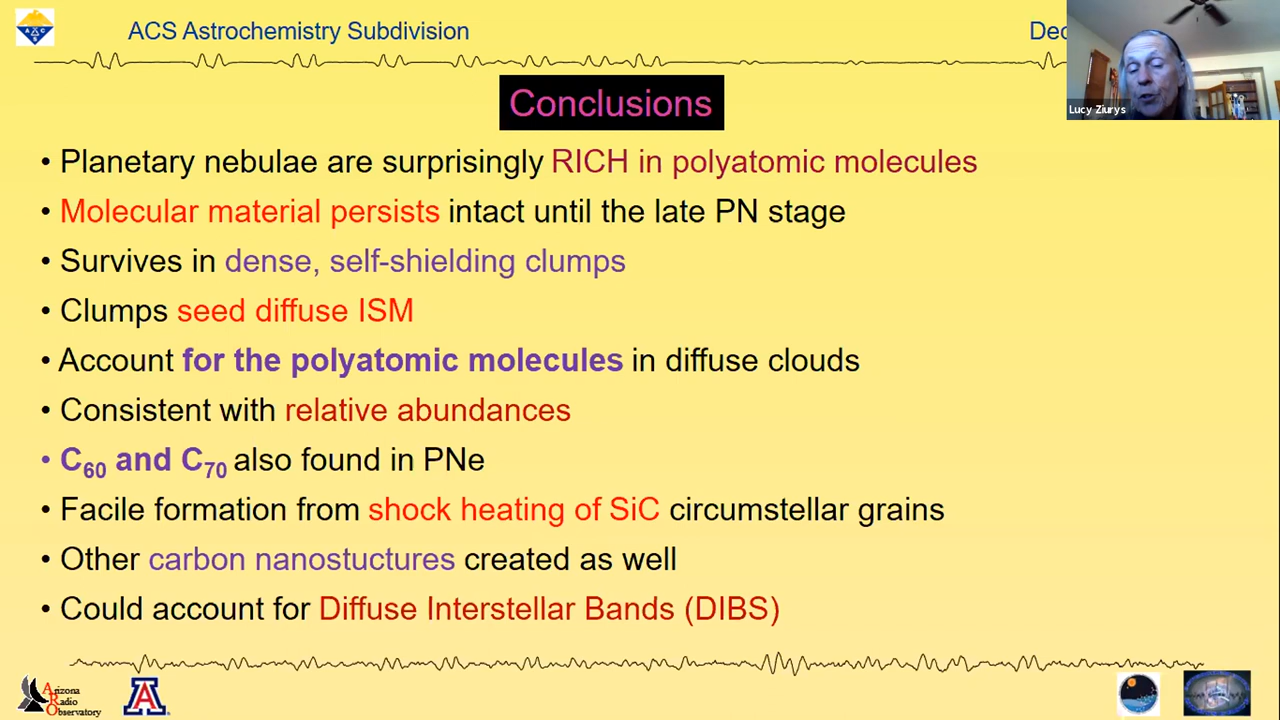 ACS Astrochemistry Subdivision
Dec
Lucy Ziurys
Conclusions
• Planetary nebulae are surprisingly RICH in polyatomic molecules
• Molecular material persists intact until the late PN stage
• Survives in dense, self-shielding clumps
• Clumps seed diffuse ISM
• Account for the polyatomic molecules in diffuse clouds
• Consistent with relative abundances
• C60 and C70 also found in PNe
• Facile formation from shock heating of SiC circumstellar grains
• Other carbon nanostuctures created as well
• Could account for Diffuse Interstellar Bands (DIBS)
Arizona
Radio
Observatory
A